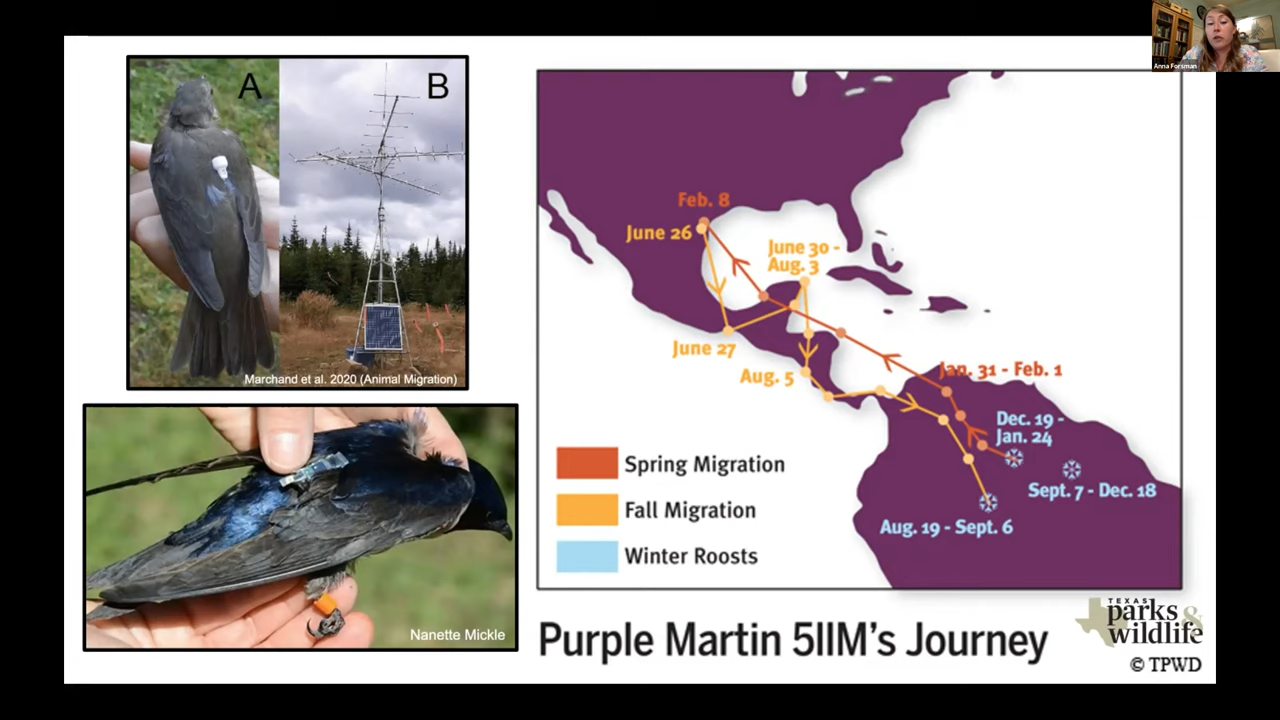 Anna Forsman
A
B
Marchand et al. 2020 (Animal Migration)
Nanette Mickle
Feb. 8
June 26
June 30 -
Aug. 3
June 27
Aug. 5
Jan. 31 - Feb. 1
Dec. 19 -
Jan. 24
Sept. 7 - Dec. 18
Aug. 19 - Sept. 6
Spring Migration
Fall Migration
Winter Roosts
Purple Martin 5IIM's Journey
TEXAS
parks &
wildlife
© TPWD